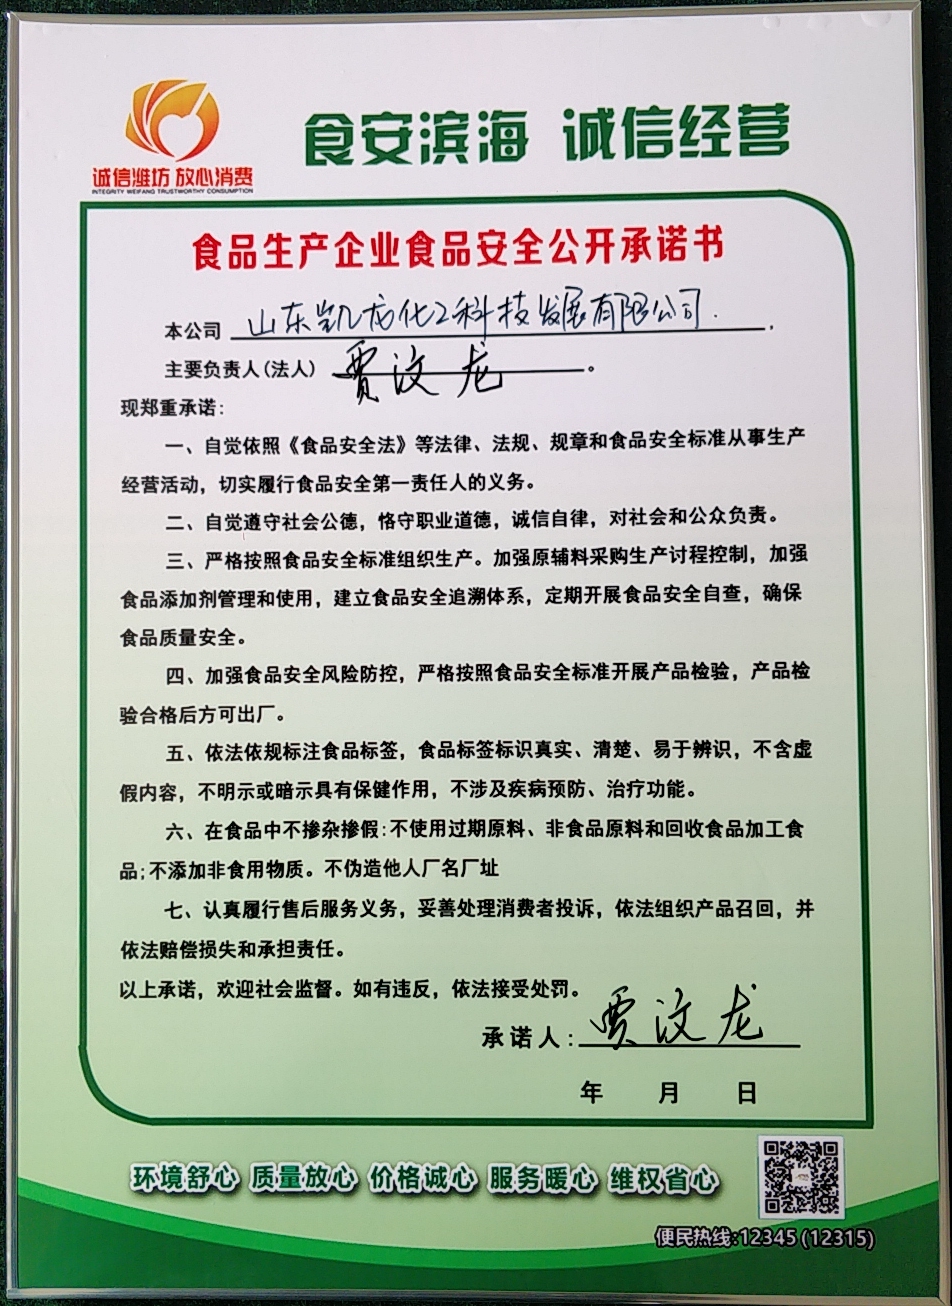 诚信潍坊 放心消费
INTEGRITY WEIFANG TRUSTWORTHY CONSUMPTION
食安滨海 诚信经营
食品生产企业食品安全公开承诺书
本公司 山东凯龙化工科技发展有限公司.，
主要负责人(法人) 贾汶龙。
现郑重承诺:
一、自觉依照《食品安全法》等法律、法规、规章和食品安全标准从事生产
经营活动，切实履行食品安全第一责任人的义务。
二、自觉遵守社会公德，恪守职业道德，诚信自律，对社会和公众负责。
三、严格按照食品安全标准组织生产。加强原辅料采购生产讨程控制，加强
食品添加剂管理和使用，建立食品安全追溯体系，定期开展食品安全自查，确保
食品质量安全。
四、加强食品安全风险防控，严格按照食品安全标准开展产品检验，产品检
验合格后方可出厂。
五、依法依规标注食品标签，食品标签标识真实、清楚、易于辨识，不含虚
假内容，不明示或暗示具有保健作用，不涉及疾病预防、治疗功能。
六、在食品中不掺杂掺假:不使用过期原料、非食品原料和回收食品加工食
品;不添加非食用物质。不伪造他人厂名厂址
七、认真履行售后服务义务，妥善处理消费者投诉，依法组织产品召回，并
依法赔偿损失和承担责任。
以上承诺，欢迎社会监督。如有违反，依法接受处罚。
承诺人:贾汶龙
年 月 日
环境舒心 质量放心 价格诚心 服务暖心 维权省心
便民热线:12345 (12315)